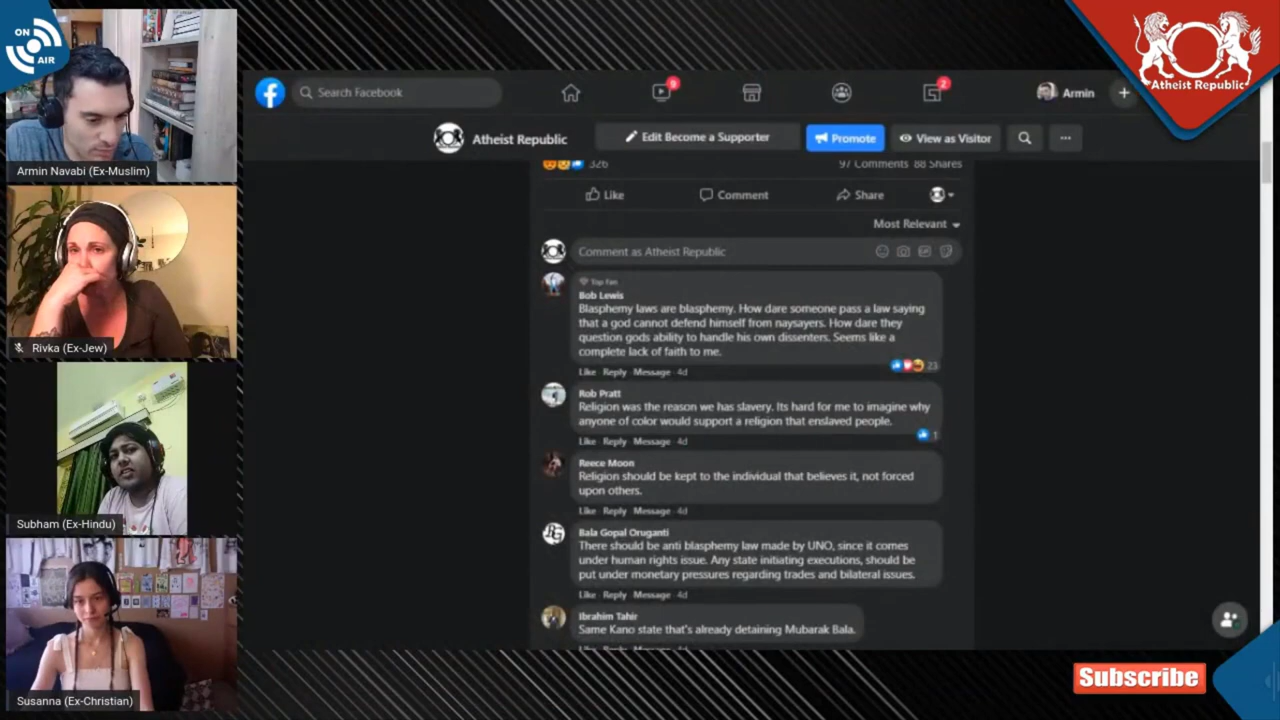 ON
AIR
Armin Navabi (Ex-Muslim)
Rivka (Ex-Jew)
Subham (Ex-Hindu)
Susanna (Ex-Christian)
Search Facebook
9
2
Armin
Atheist Republic
Edit Become a Supporter
Promote
View as Visitor
326
97 Comments 88 Shares
Like
Comment
Share
Most Relevant
Comment as Atheist Republic
Top Fan
Bob Lewis
Blasphemy laws are blasphemy. How dare someone pass a law saying
that a god cannot defend himself from naysayers. How dare they
question gods ability to handle his own dissenters. Seems like a
complete lack of faith to me.
23
Like Reply Message 4d
Rob Pratt
Religion was the reason we has slavery. Its hard for me to imagine why
anyone of color would support a religion that enslaved people.
1
Like Reply Message 4d
Reece Moon
Religion should be kept to the individual that believes it, not forced
upon others.
Like Reply Message 4d
Bala Gopal Oruganti
There should be anti blasphemy law made by UNO, since it comes
under human rights issue. Any state initiating executions, should be
put under monetary pressures regarding trades and bilateral issues.
Like Reply Message 4d
Ibrahim Tahir
Same Kano state that's already detaining Mubarak Bala.
Atheist Republic
Subscribe